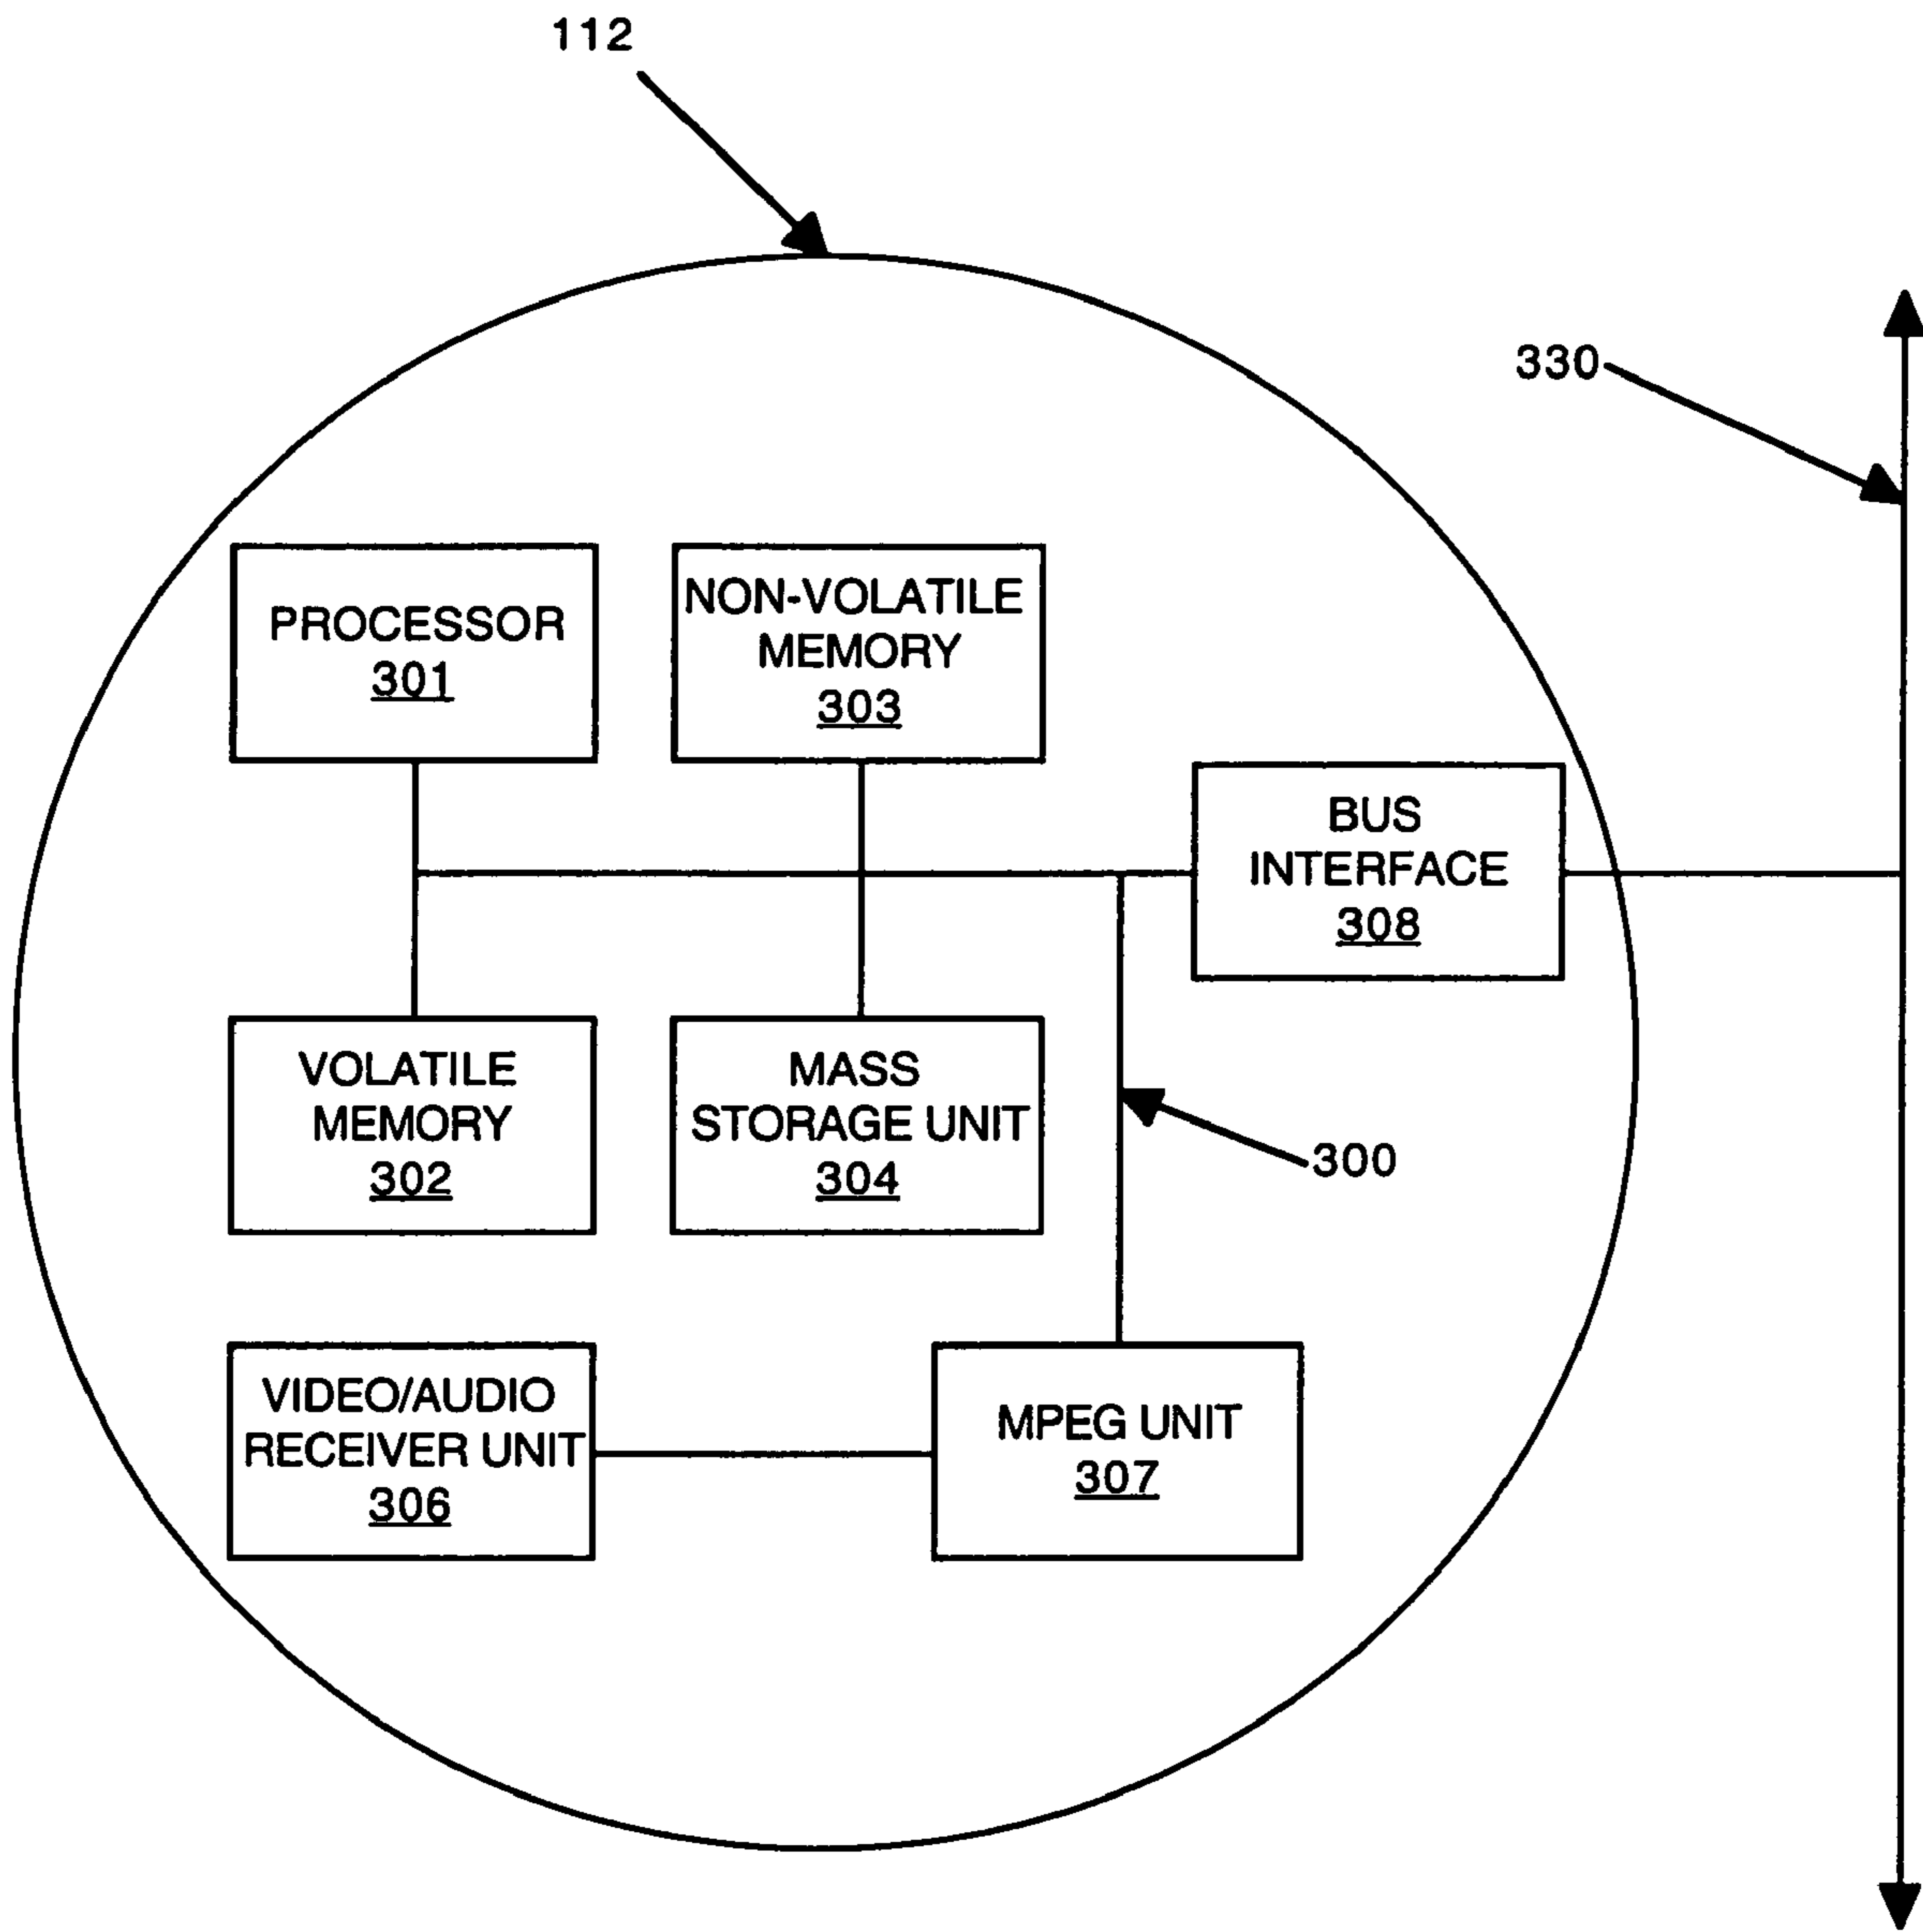 112
330
PROCESSOR
301
NON-VOLATILE
MEMORY
303
BUS
INTERFACE
308
VOLATILE
MEMORY
302
MASS
STORAGE UNIT
304
300
VIDEO/AUDIO
RECEIVER UNIT
306
MPEG UNIT
307